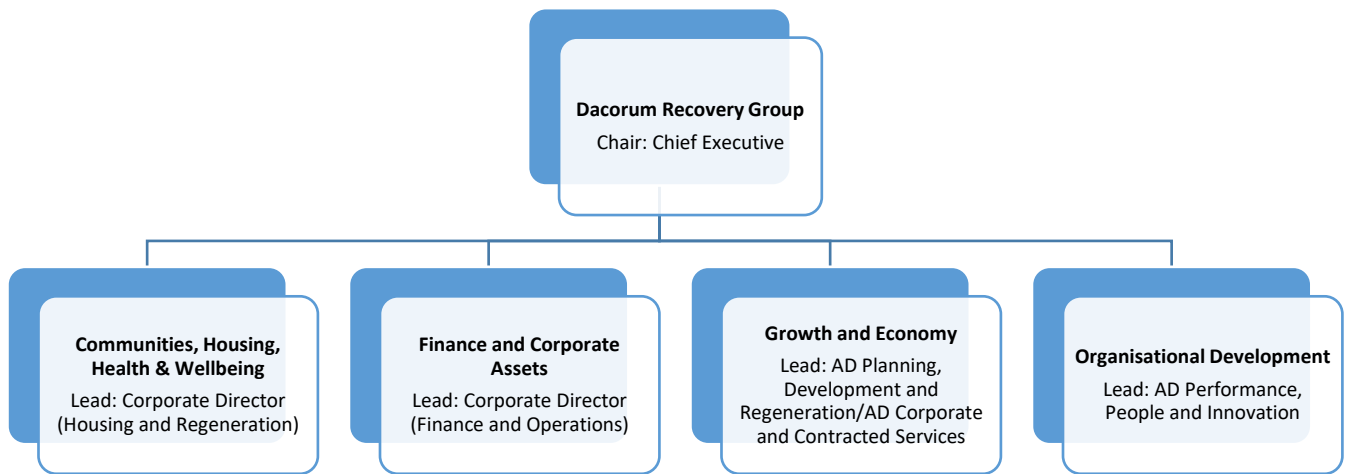 Dacorum Recovery Group
Chair: Chief Executive
Communities, Housing,
Health & Wellbeing
Lead: Corporate Director
(Housing and Regeneration)
Finance and Corporate
Assets
Lead: Corporate Director
(Finance and Operations)
Growth and Economy
Lead: AD Planning,
Development and
Regeneration/AD Corporate
and Contracted Services
Organisational Development
Lead: AD Performance,
People and Innovation